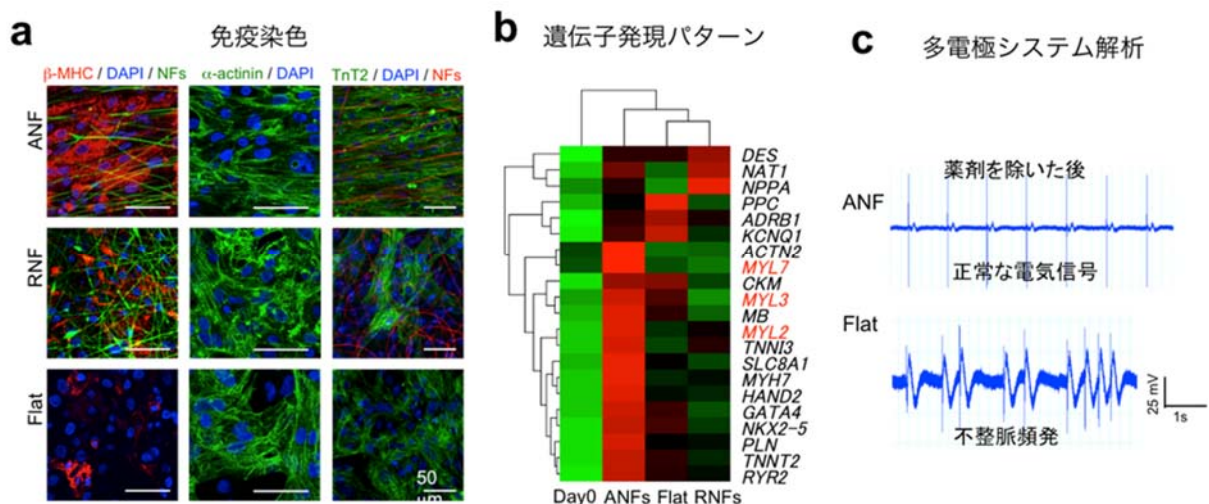 a 免疫染色
β-MHC / DAPI / NFs α-actinin / DAPI TnT2 / DAPI / NFs
ANF
RNF
Flat
50
μm
b 遺伝子発現パターン
DES
NAT1
NPPA
PPC
ADRB1
KCNQ1
ACTN2
MYL7
CKM
MYL3
MB
MYL2
TNNI3
SLC8A1
MYH7
HAND2
GATA4
NKX2-5
PLN
TNNT2
RYR2
Day0 ANFs Flat RNFs
c 多電極システム解析
薬剤を除いた後
ANF
正常な電気信号
Flat
不整脈頻発
25 mV
1s